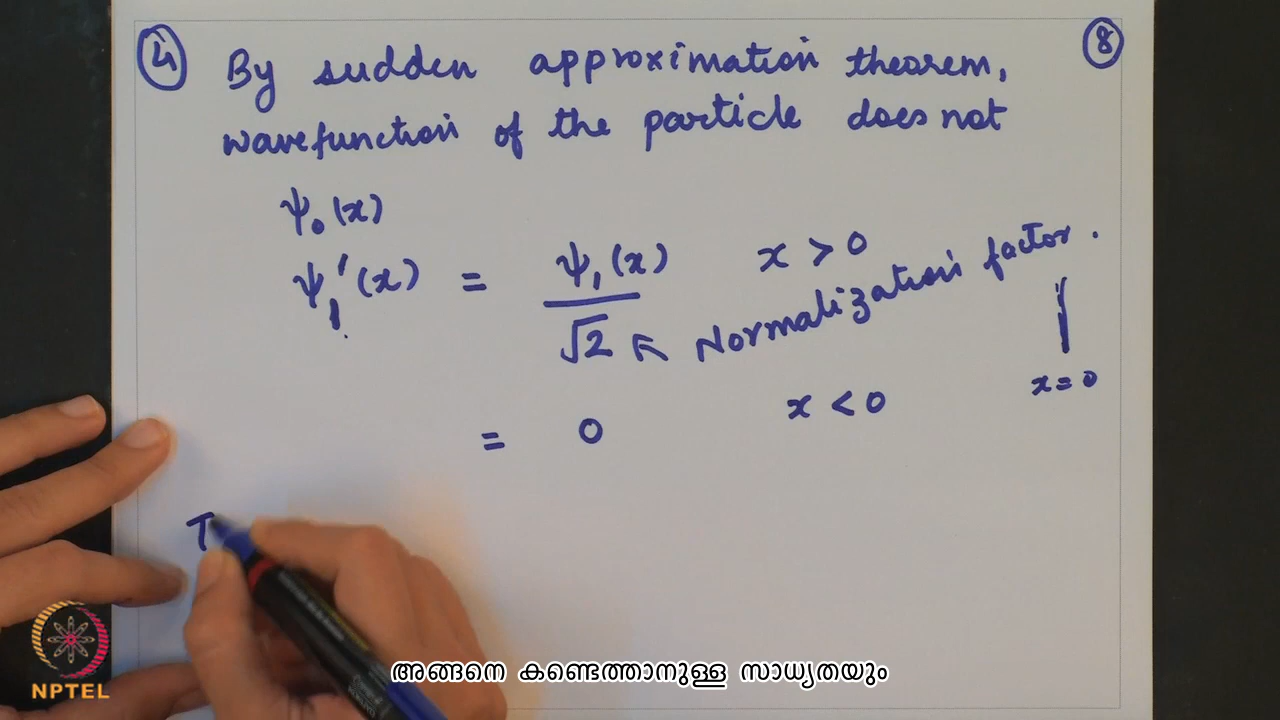 4 By sudden approximation theorem, 8
wavefunction of the particle does not
ψ₀(x)
ψ₁'(x) = ψ₁(x) / √2 x > 0
↖ Normalization factor.
= 0 x < 0
x = 0
T
NPTEL
അങ്ങനെ കണ്ടെത്താനുള്ള സാധ്യതയും